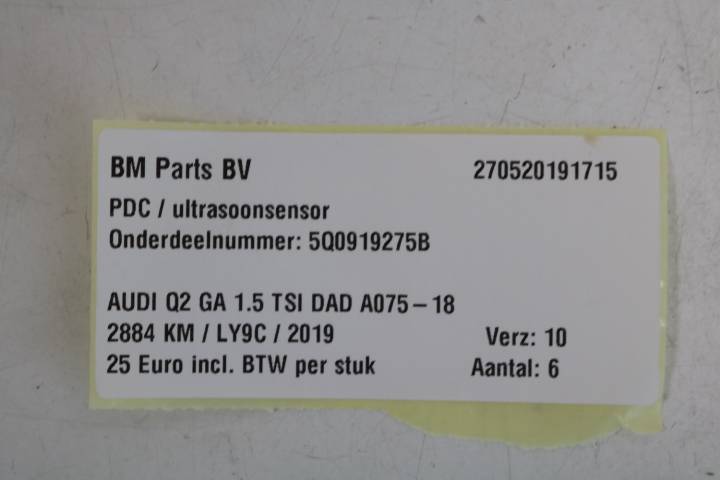 BM Parts BV 270520191715
PDC / ultrasoonsensor
Onderdeelnummer: 5Q0919275B
AUDI Q2 GA 1.5 TSI DAD A075-18
2884 KM / LY9C / 2019 Verz: 10
25 Euro incl. BTW per stuk Aantal: 6